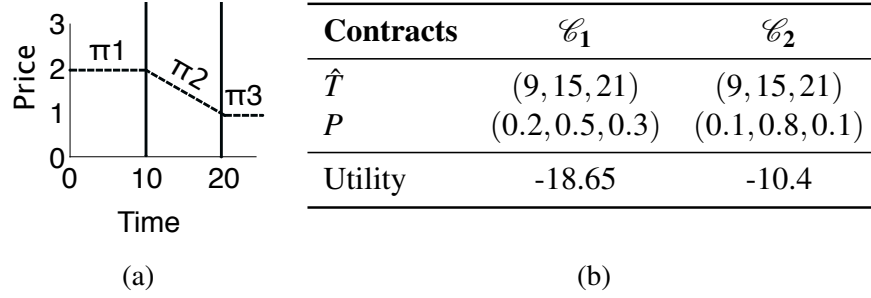 3
2
1
0
Price
π1
π2
π3
0 10 20
Time
(a)
Contracts 𝒞₁ 𝒞₂
T̂ (9,15,21) (9,15,21)
P (0.2,0.5,0.3) (0.1,0.8,0.1)
Utility -18.65 -10.4
(b)